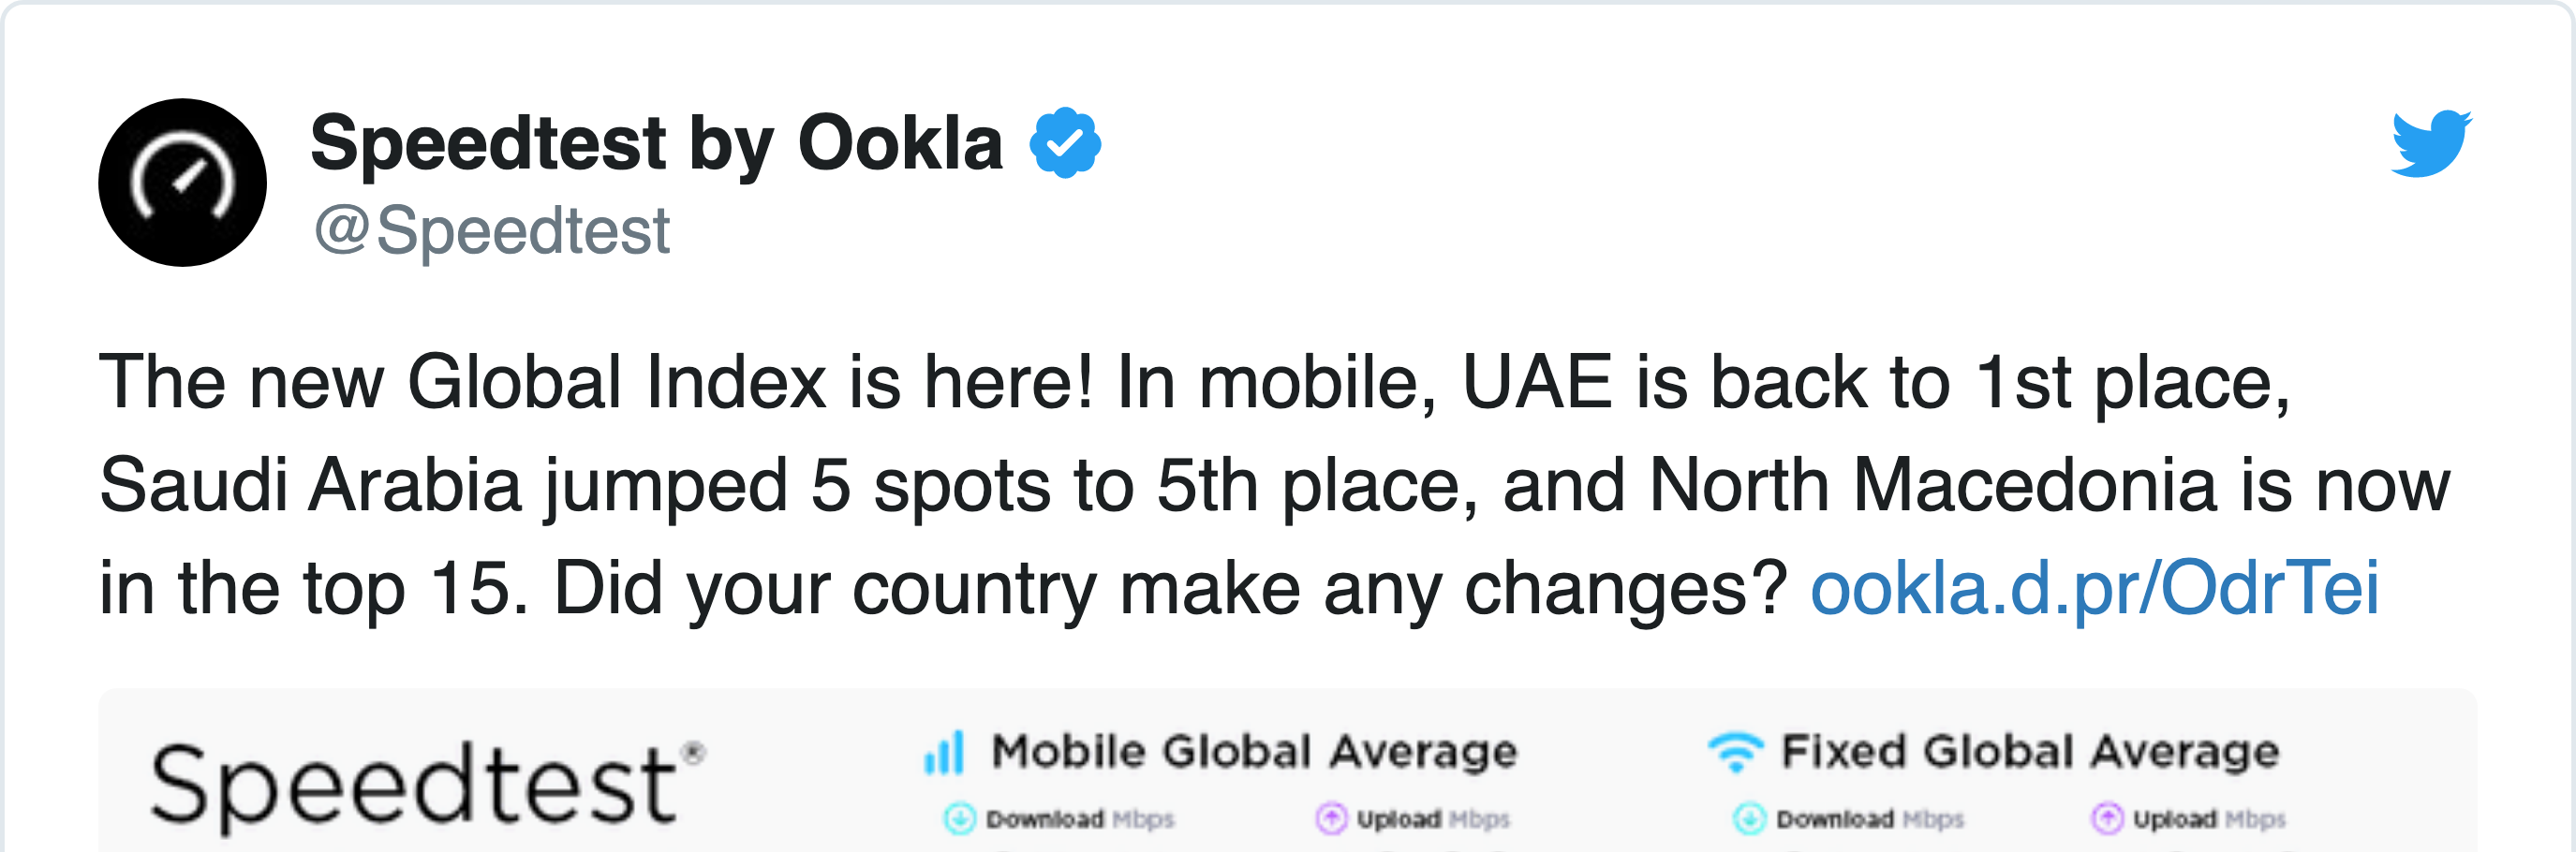 Speedtest by Ookla
@Speedtest
The new Global Index is here! In mobile, UAE is back to 1st place,
Saudi Arabia jumped 5 spots to 5th place, and North Macedonia is now
in the top 15. Did your country make any changes? ookla.d.pr/OdrTei
Speedtest®
Mobile Global Average
Download Mbps Upload Mbps
Fixed Global Average
Download Mbps Upload Mbps